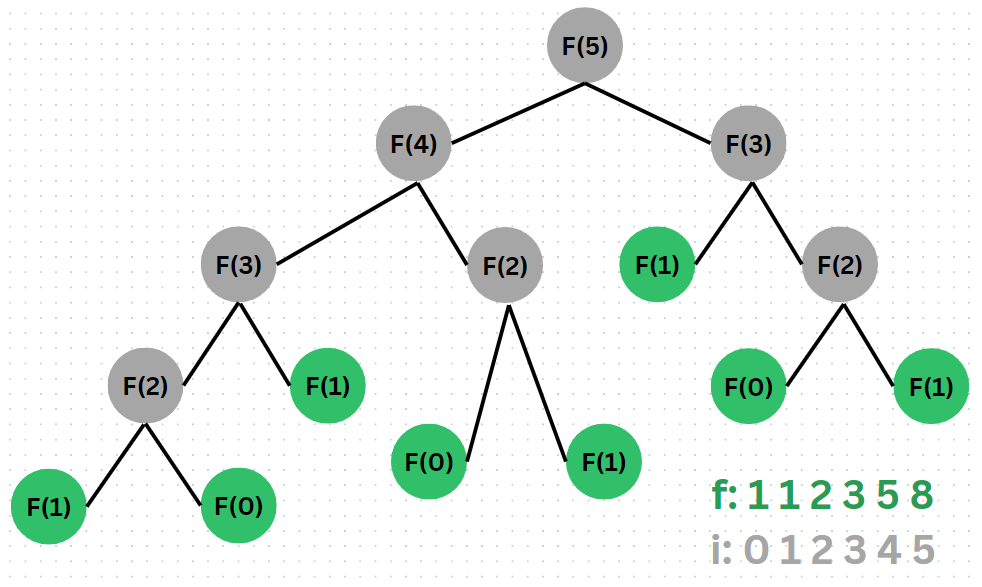 F(5)
F(4)
F(3)
F(3)
F(2)
F(1)
F(2)
F(2)
F(1)
F(0)
F(1)
F(0)
F(1)
F(1)
F(0)
f: 1 1 2 3 5 8
i: 0 1 2 3 4 5